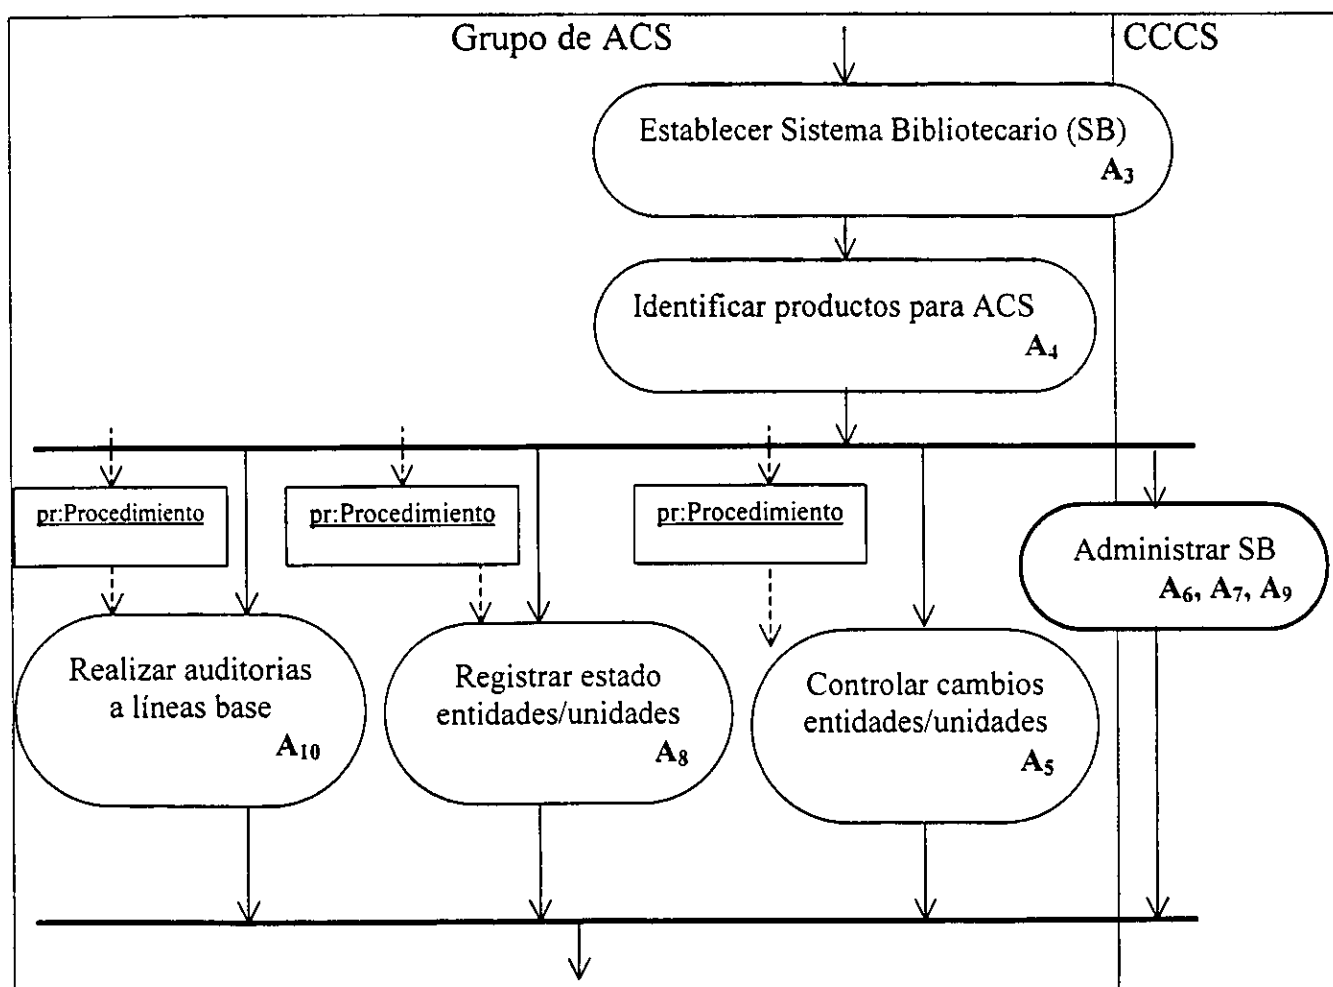 Grupo de ACS
CCCS
Establecer Sistema Bibliotecario (SB)
A₃
Identificar productos para ACS
A₄
pr:Procedimiento
pr:Procedimiento
pr:Procedimiento
Administrar SB
A₆, A₇, A₉
Realizar auditorias
a líneas base
A₁₀
Registrar estado
entidades/unidades
A₈
Controlar cambios
entidades/unidades
A₅